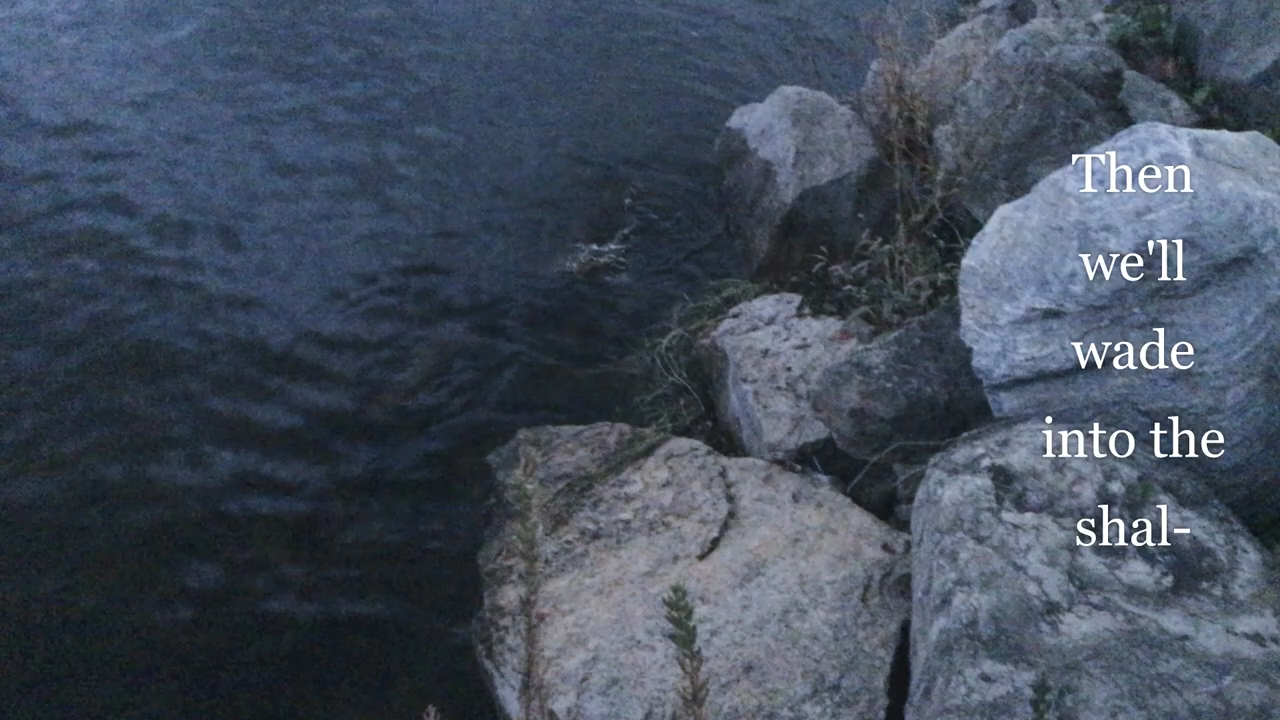 Then
we'll
wade
into the
shal-